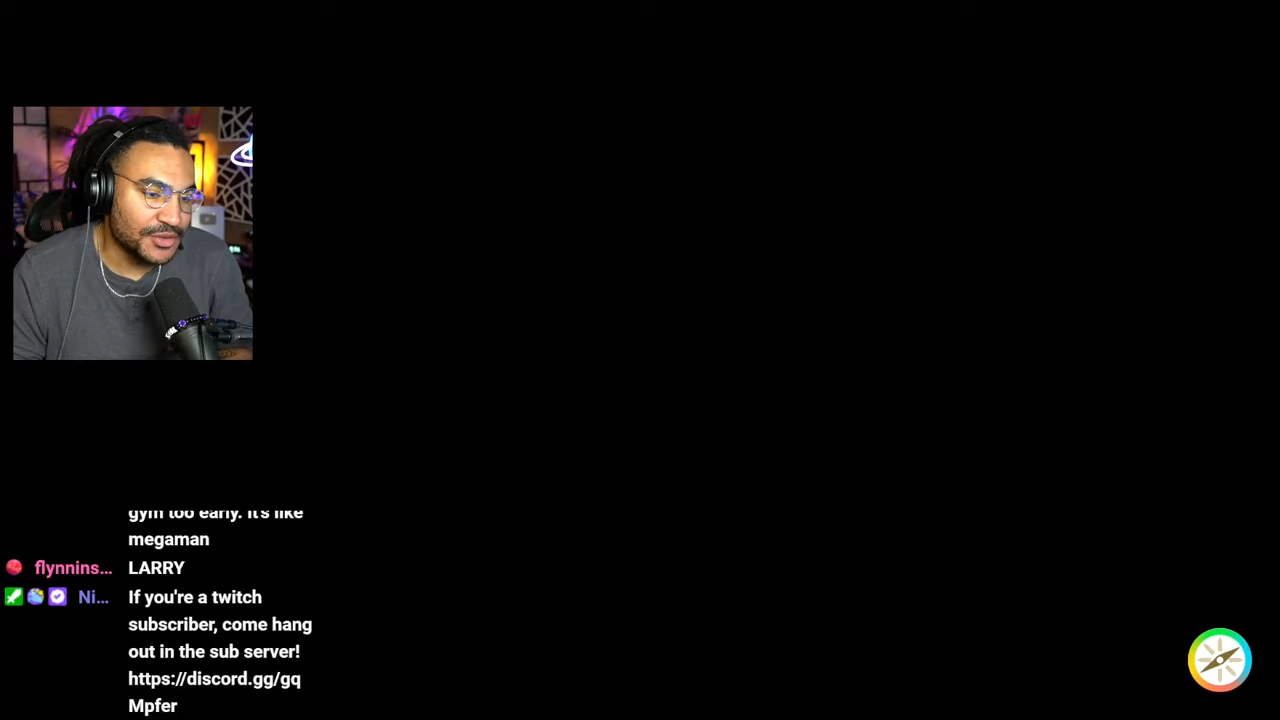 gym too early. It's like
megaman
flynnins... LARRY
Ni... If you're a twitch
subscriber, come hang
out in the sub server!
https://discord.gg/gq
Mpfer